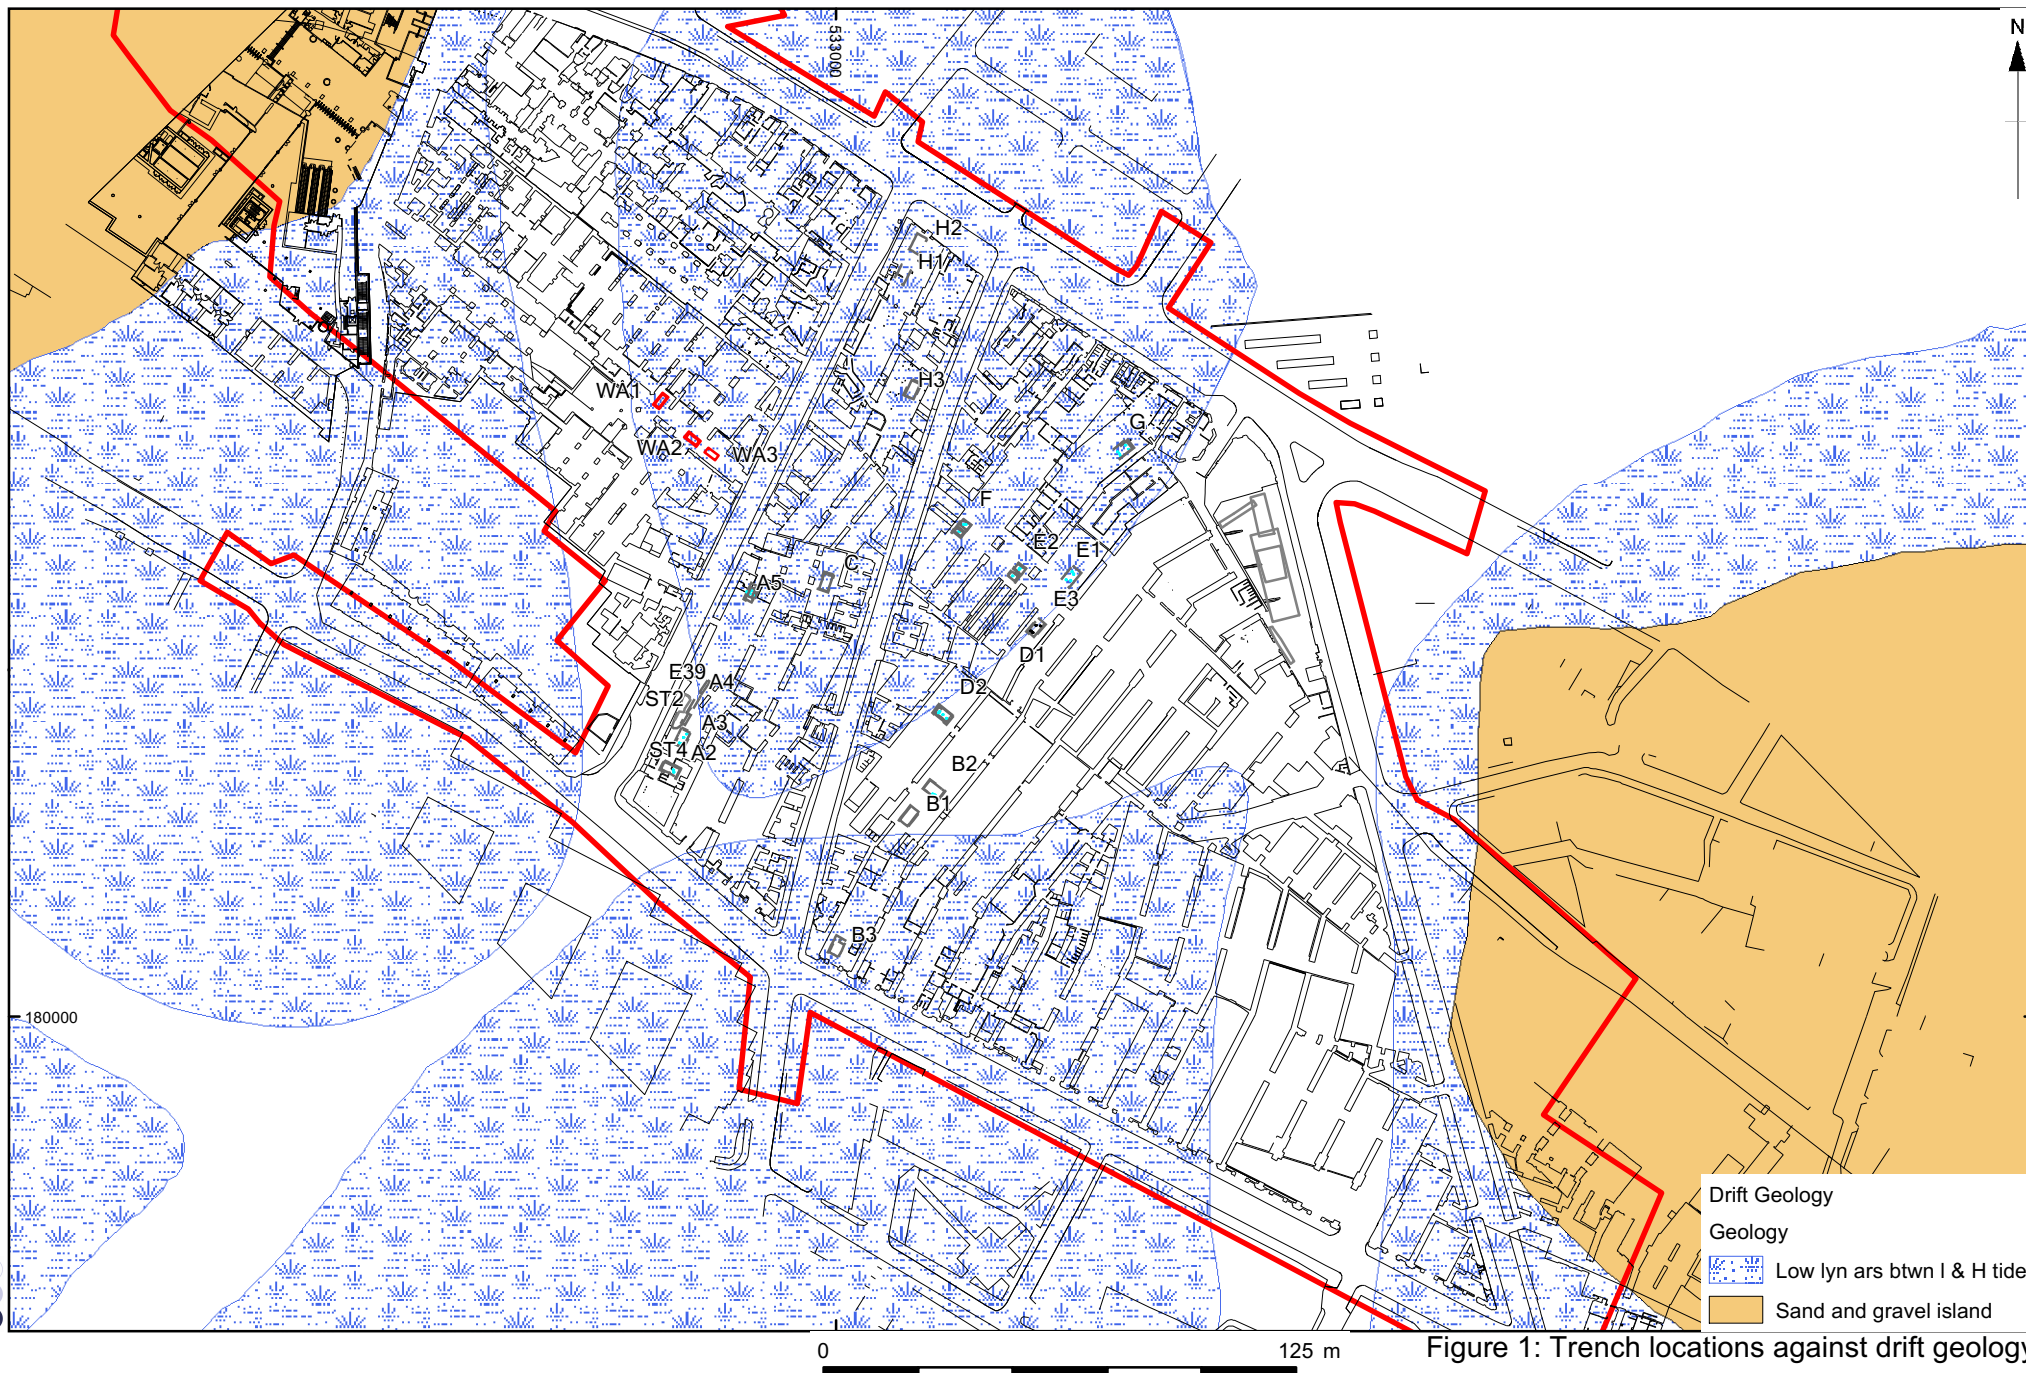 N
533000
H2
H1
H3
WA1
WA2
WA3
G
F
E2
E1
C
A5
E3
D1
E39
A4
ST2
D2
A3
ST4
A2
B2
B1
B3
180000
Drift Geology
Geology
Low lyn ars btwn l & H tide
Sand and gravel island
0
125 m
Figure 1: Trench locations against drift geology